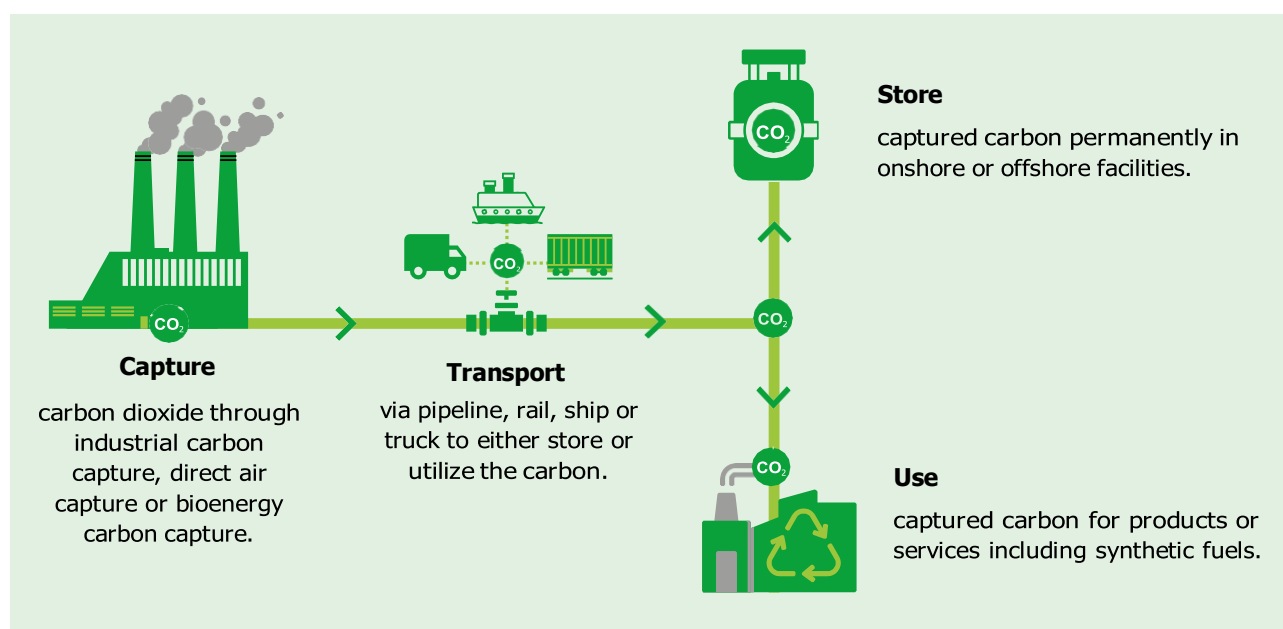 CO₂
Capture
carbon dioxide through
industrial carbon
capture, direct air
capture or bioenergy
carbon capture.
CO₂
Transport
via pipeline, rail, ship or
truck to either store or
utilize the carbon.
CO₂
CO₂
Store
captured carbon permanently in
onshore or offshore facilities.
CO₂
Use
captured carbon for products or
services including synthetic fuels.